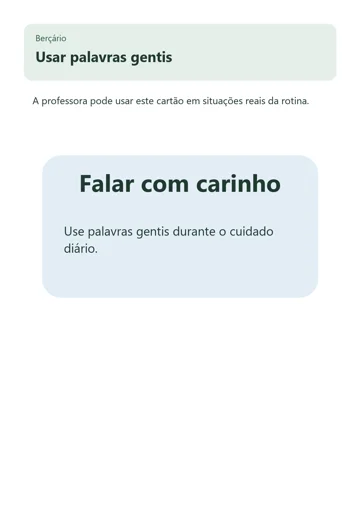 Berçário
Usar palavras gentis
A professora pode usar este cartão em situações reais da rotina.
Falar com carinho
Use palavras gentis durante o cuidado
diário.